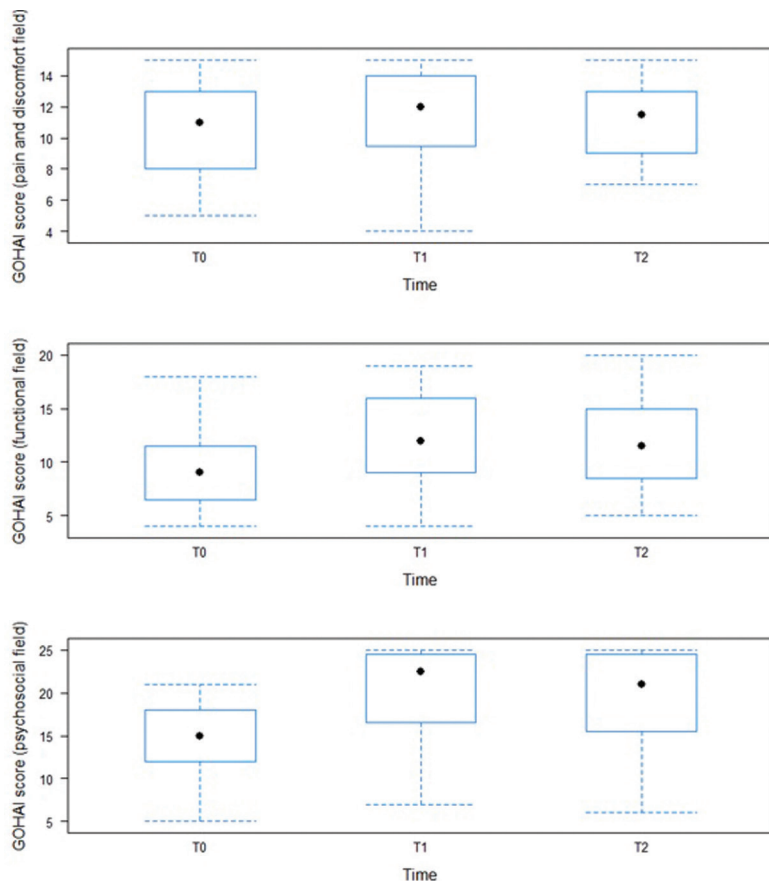 GOHAI score (pain and discomfort field)
14
12
10
8
6
4
T0 T1 T2
Time
GOHAI score (functional field)
20
15
10
5
T0 T1 T2
Time
GOHAI score (psychosocial field)
25
20
15
10
5
T0 T1 T2
Time